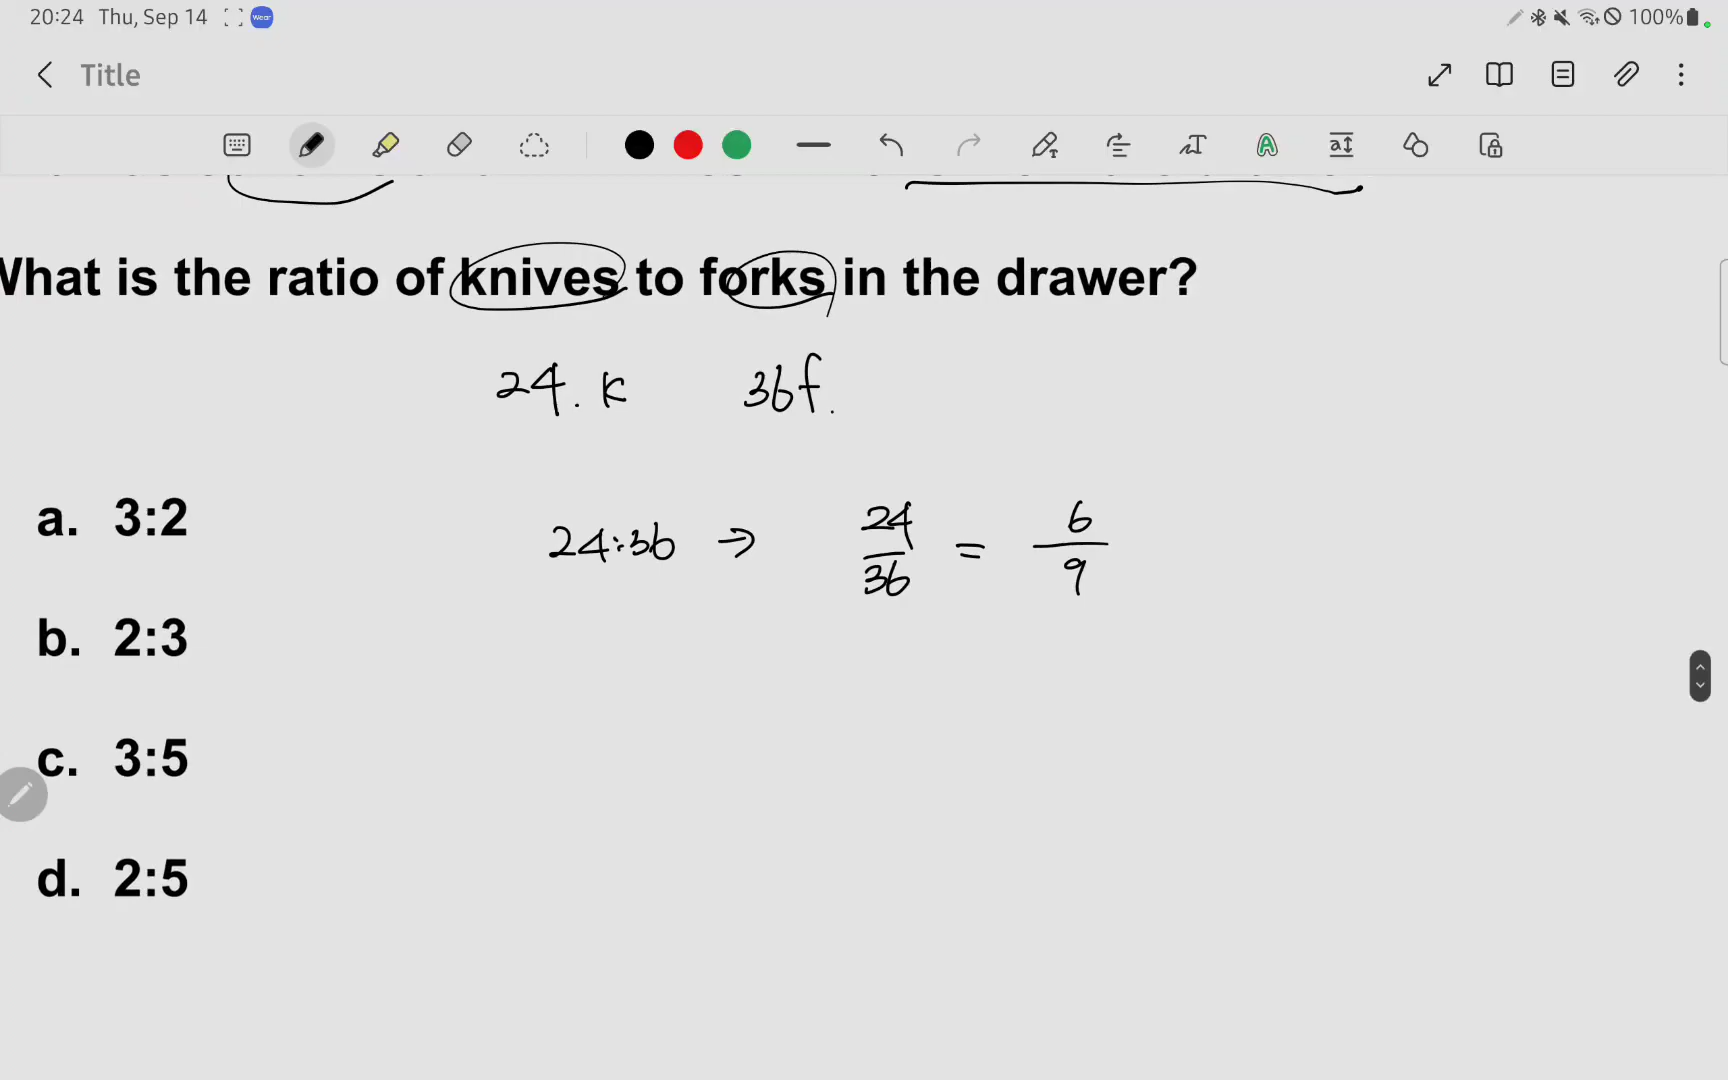 20:24 Thu, Sep 14 Wear 100%
Title
What is the ratio of knives to forks in the drawer?
24. k 36f.
a. 3:2
24:36 → 24/36 = 6/9
b. 2:3
c. 3:5
d. 2:5